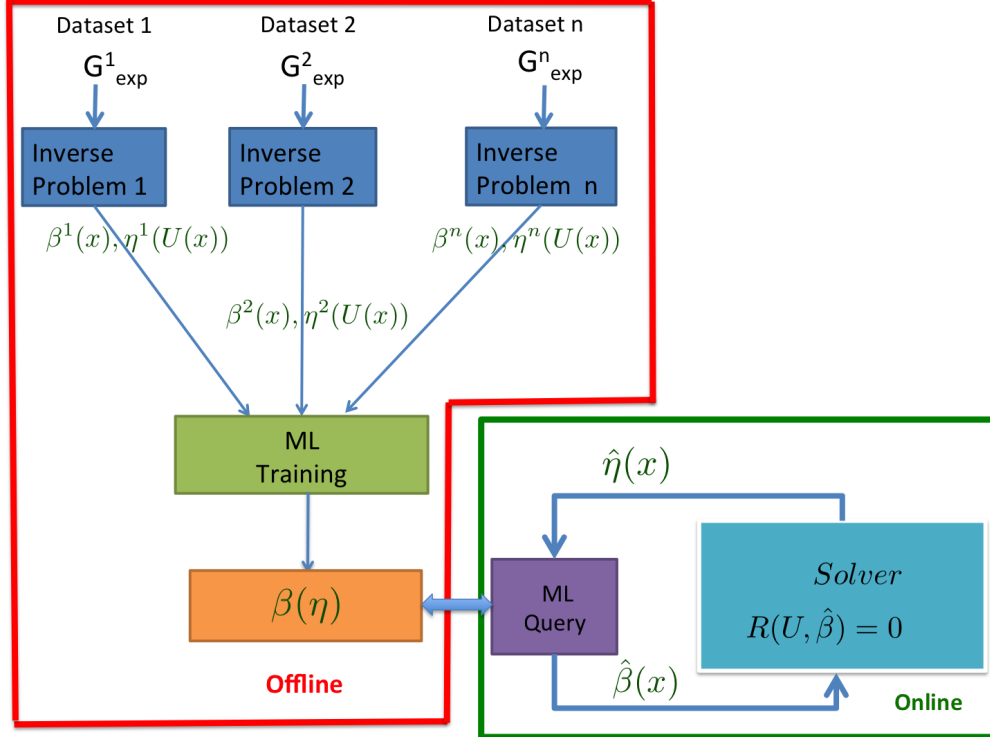 Dataset 1
Dataset 2
Dataset n
G¹exp
G²exp
Gⁿexp
Inverse
Problem 1
Inverse
Problem 2
Inverse
Problem n
β¹(x), η¹(U(x))
βⁿ(x), ηⁿ(U(x))
β²(x), η²(U(x))
ML
Training
β(η)
Offline
η̂(x)
ML
Query
Solver
R(U, β̂) = 0
β̂(x)
Online